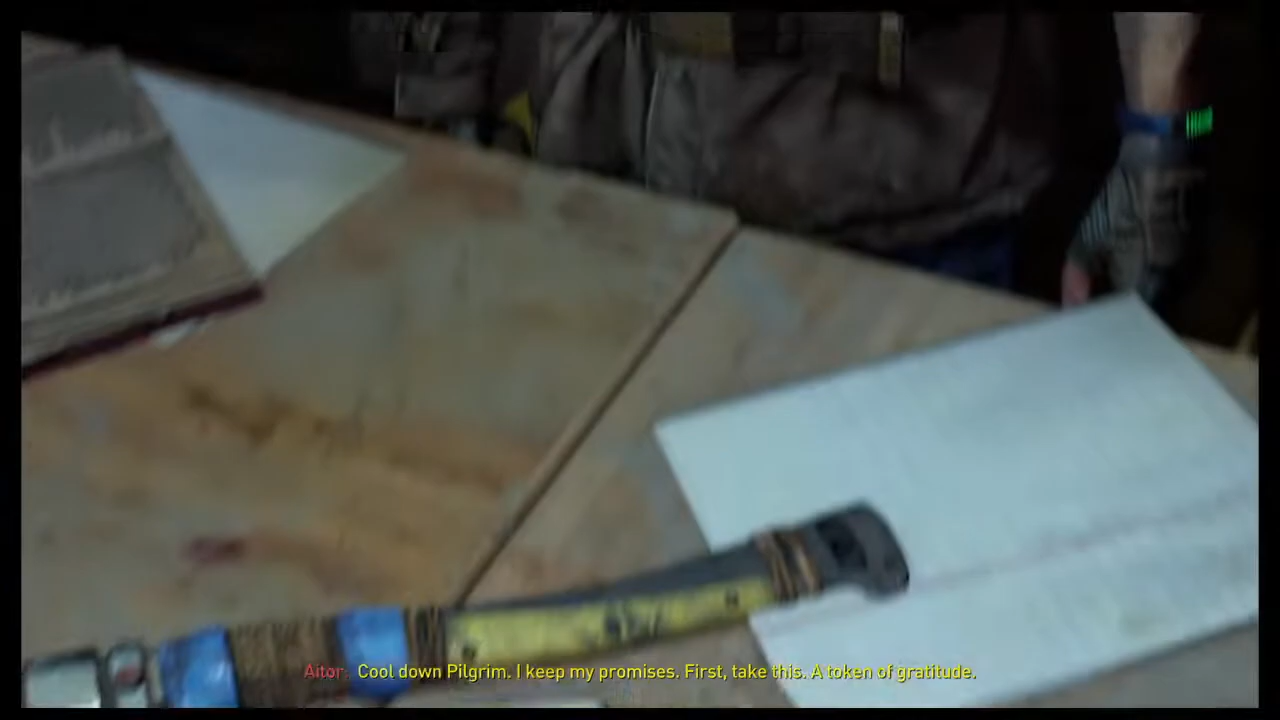 Aitor: Cool down Pilgrim. I keep my promises. First, take this. A token of gratitude.